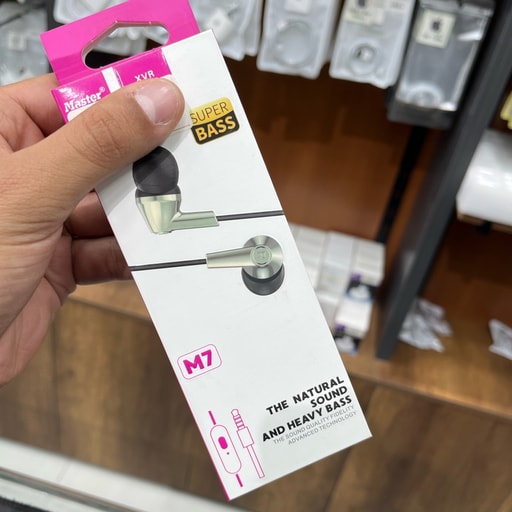 XVR
Master
SUPER
BASS
M7
THE NATURAL
SOUND
AND HEAVY BASS
THE SOUND QUALITY FIDELITY
ADVANCED TECHNOLOGY